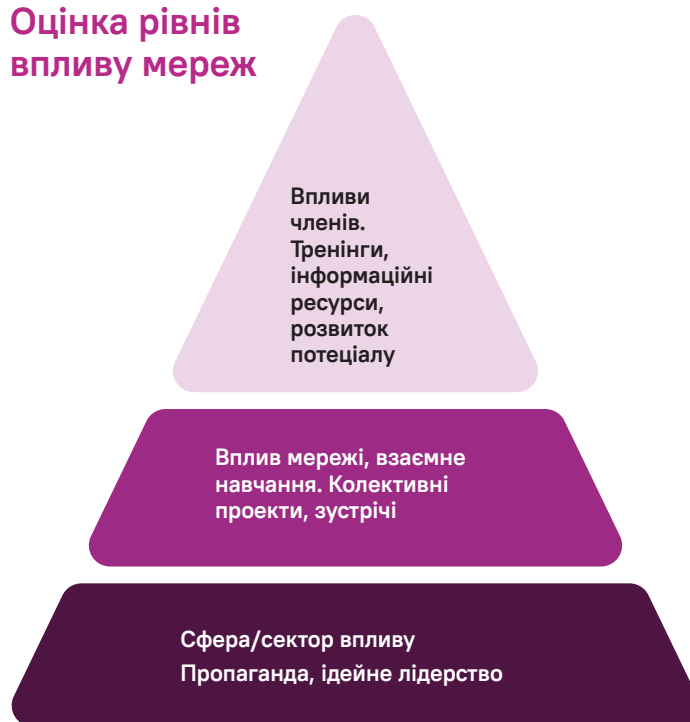 Оцінка рівнів
впливу мереж
Впливи
членів.
Тренінги,
інформаційні
ресурси,
розвиток
потеціалу
Вплив мережі, взаємне
навчання. Колективні
проекти, зустрічі
Сфера/сектор впливу
Пропаганда, ідейне лідерство